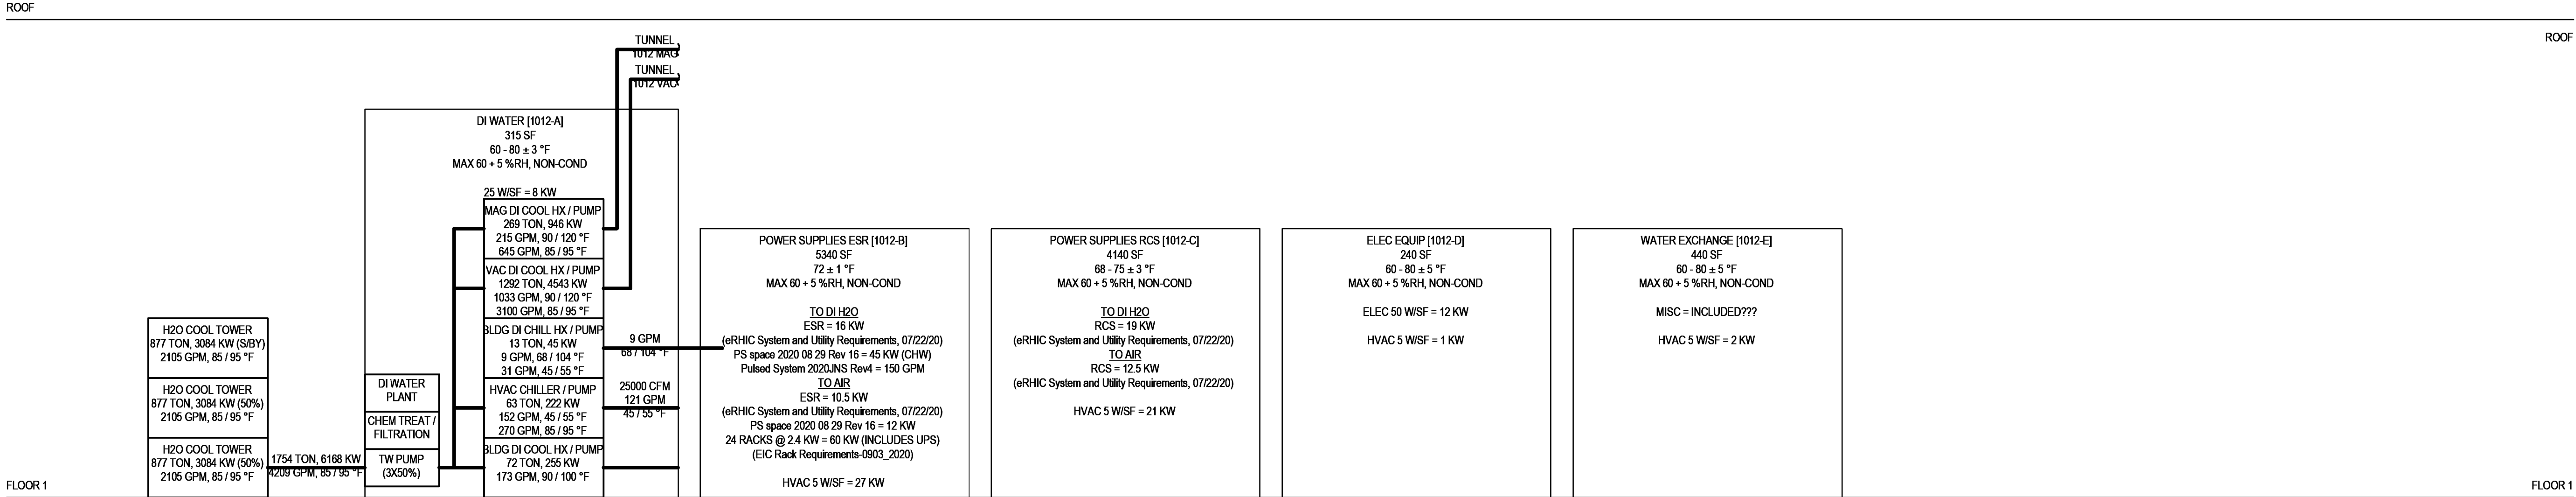 ROOF
ROOF
TUNNEL
1012 MAG
TUNNEL
1012 VAC
DI WATER [1012-A]
315 SF
60 - 80 ± 3 °F
MAX 60 + 5 %RH, NON-COND
25 W/SF = 8 KW
MAG DI COOL HX / PUMP
269 TON, 946 KW
215 GPM, 90 / 120 °F
645 GPM, 85 / 95 °F
VAC DI COOL HX / PUMP
1292 TON, 4543 KW
1033 GPM, 90 / 120 °F
3100 GPM, 85 / 95 °F
BLDG DI CHILL HX / PUMP
13 TON, 45 KW
9 GPM, 68 / 104 °F
31 GPM, 45 / 55 °F
HVAC CHILLER / PUMP
63 TON, 222 KW
152 GPM, 45 / 55 °F
270 GPM, 85 / 95 °F
BLDG DI COOL HX / PUMP
72 TON, 255 KW
173 GPM, 90 / 100 °F
9 GPM
68 / 104 °F
25000 CFM
121 GPM
45 / 55 °F
H2O COOL TOWER
877 TON, 3084 KW (S/BY)
2105 GPM, 85 / 95 °F
H2O COOL TOWER
877 TON, 3084 KW (50%)
2105 GPM, 85 / 95 °F
H2O COOL TOWER
877 TON, 3084 KW (50%)
2105 GPM, 85 / 95 °F
1754 TON, 6168 KW
4209 GPM, 85 / 95 °F
DI WATER
PLANT
CHEM TREAT /
FILTRATION
TW PUMP
(3X50%)
POWER SUPPLIES ESR [1012-B]
5340 SF
72 ± 1 °F
MAX 60 + 5 %RH, NON-COND
TO DI H2O
ESR = 16 KW
(eRHIC System and Utility Requirements, 07/22/20)
PS space 2020 08 29 Rev 16 = 45 KW (CHW)
Pulsed System 2020JNS Rev4 = 150 GPM
TO AIR
ESR = 10.5 KW
(eRHIC System and Utility Requirements, 07/22/20)
PS space 2020 08 29 Rev 16 = 12 KW
24 RACKS @ 2.4 KW = 60 KW (INCLUDES UPS)
(EIC Rack Requirements-0903_2020)
HVAC 5 W/SF = 27 KW
POWER SUPPLIES RCS [1012-C]
4140 SF
68 - 75 ± 3 °F
MAX 60 + 5 %RH, NON-COND
TO DI H2O
RCS = 19 KW
(eRHIC System and Utility Requirements, 07/22/20)
TO AIR
RCS = 12.5 KW
(eRHIC System and Utility Requirements, 07/22/20)
HVAC 5 W/SF = 21 KW
ELEC EQUIP [1012-D]
240 SF
60 - 80 ± 5 °F
MAX 60 + 5 %RH, NON-COND
ELEC 50 W/SF = 12 KW
HVAC 5 W/SF = 1 KW
WATER EXCHANGE [1012-E]
440 SF
60 - 80 ± 5 °F
MAX 60 + 5 %RH, NON-COND
MISC = INCLUDED???
HVAC 5 W/SF = 2 KW
FLOOR 1
FLOOR 1